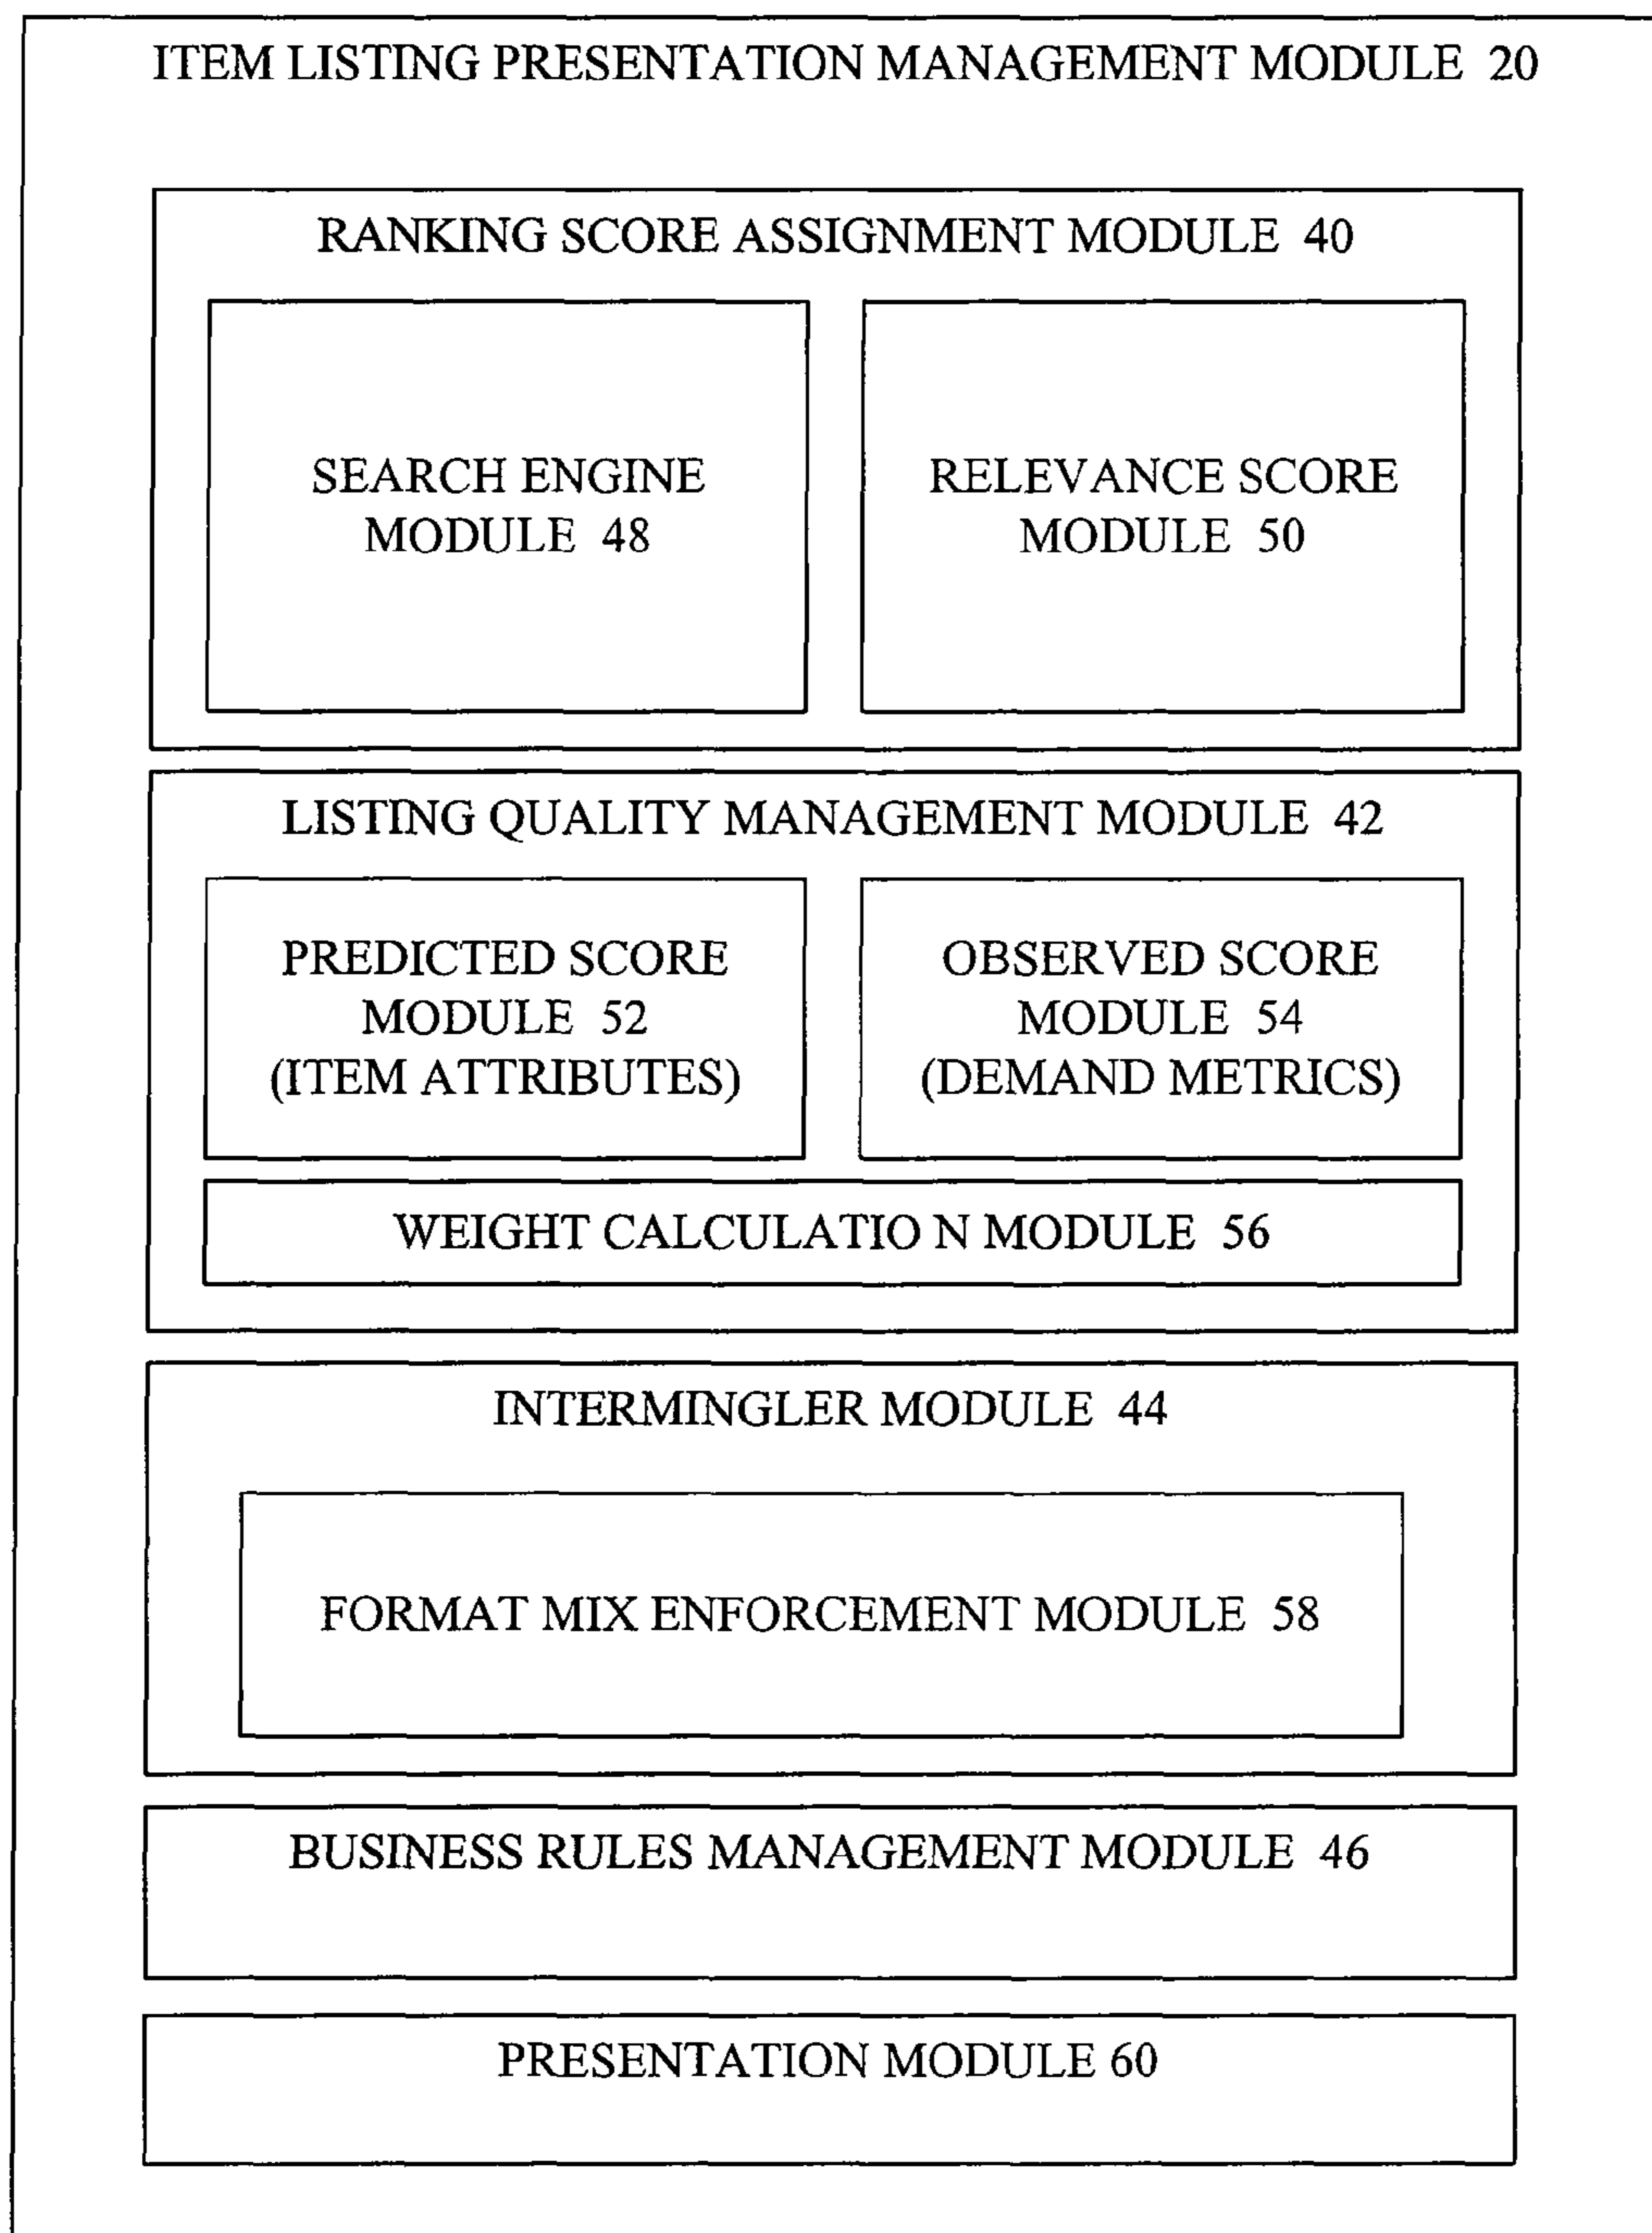 ITEM LISTING PRESENTATION MANAGEMENT MODULE 20
RANKING SCORE ASSIGNMENT MODULE 40
SEARCH ENGINE
MODULE 48
RELEVANCE SCORE
MODULE 50
LISTING QUALITY MANAGEMENT MODULE 42
PREDICTED SCORE
MODULE 52
(ITEM ATTRIBUTES)
OBSERVED SCORE
MODULE 54
(DEMAND METRICS)
WEIGHT CALCULATIO N MODULE 56
INTERMINGLER MODULE 44
FORMAT MIX ENFORCEMENT MODULE 58
BUSINESS RULES MANAGEMENT MODULE 46
PRESENTATION MODULE 60